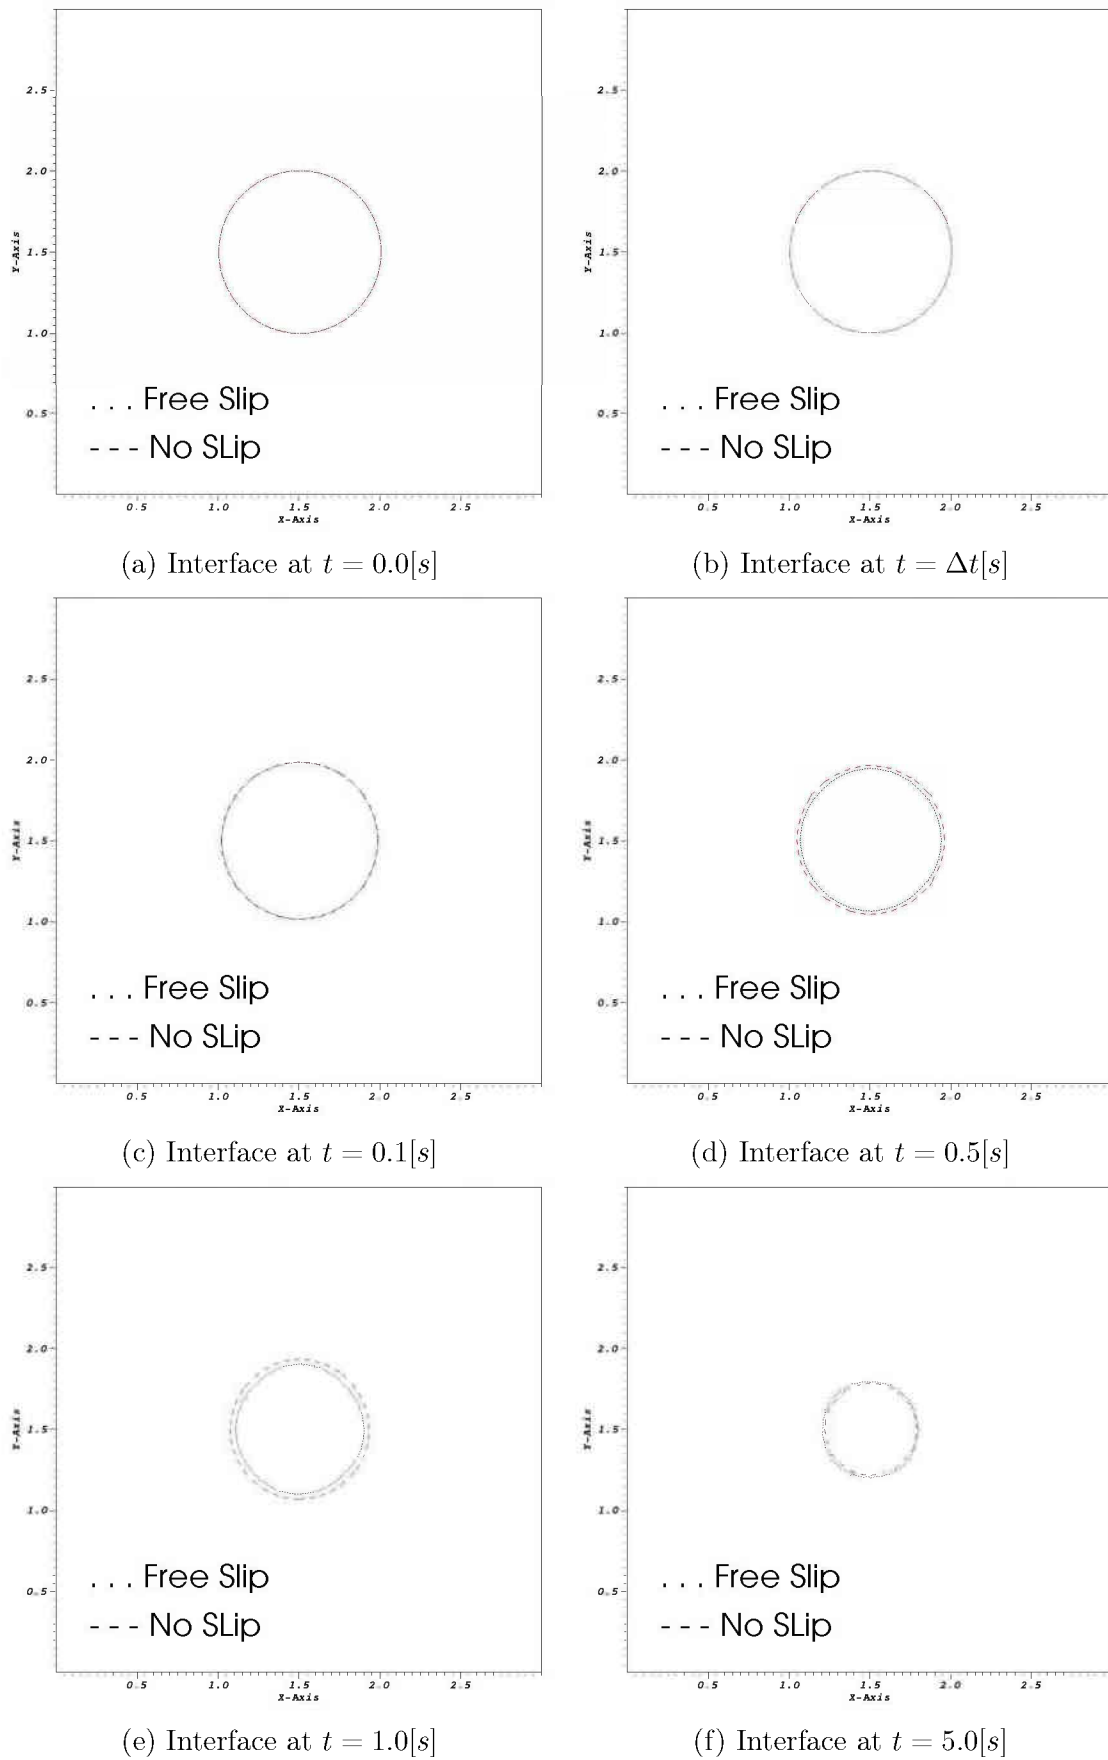 2.5
2.0
1.5
1.0
0.5
Y-Axis
. . . Free Slip
- - - No SLip
0.5 1.0 1.5 2.0 2.5
X-Axis
(a) Interface at t = 0.0[s]
2.5
2.0
1.5
1.0
0.5
Y-Axis
. . . Free Slip
- - - No SLip
0.5 1.0 1.5 2.0 2.5
X-Axis
(b) Interface at t = Δt[s]
2.5
2.0
1.5
1.0
0.5
Y-Axis
. . . Free Slip
- - - No SLip
0.5 1.0 1.5 2.0 2.5
X-Axis
(c) Interface at t = 0.1[s]
2.5
2.0
1.5
1.0
0.5
Y-Axis
. . . Free Slip
- - - No SLip
0.5 1.0 1.5 2.0 2.5
X-Axis
(d) Interface at t = 0.5[s]
2.5
2.0
1.5
1.0
0.5
Y-Axis
. . . Free Slip
- - - No SLip
0.5 1.0 1.5 2.0 2.5
X-Axis
(e) Interface at t = 1.0[s]
2.5
2.0
1.5
1.0
0.5
Y-Axis
. . . Free Slip
- - - No SLip
0.5 1.0 1.5 2.0 2.5
X-Axis
(f) Interface at t = 5.0[s]